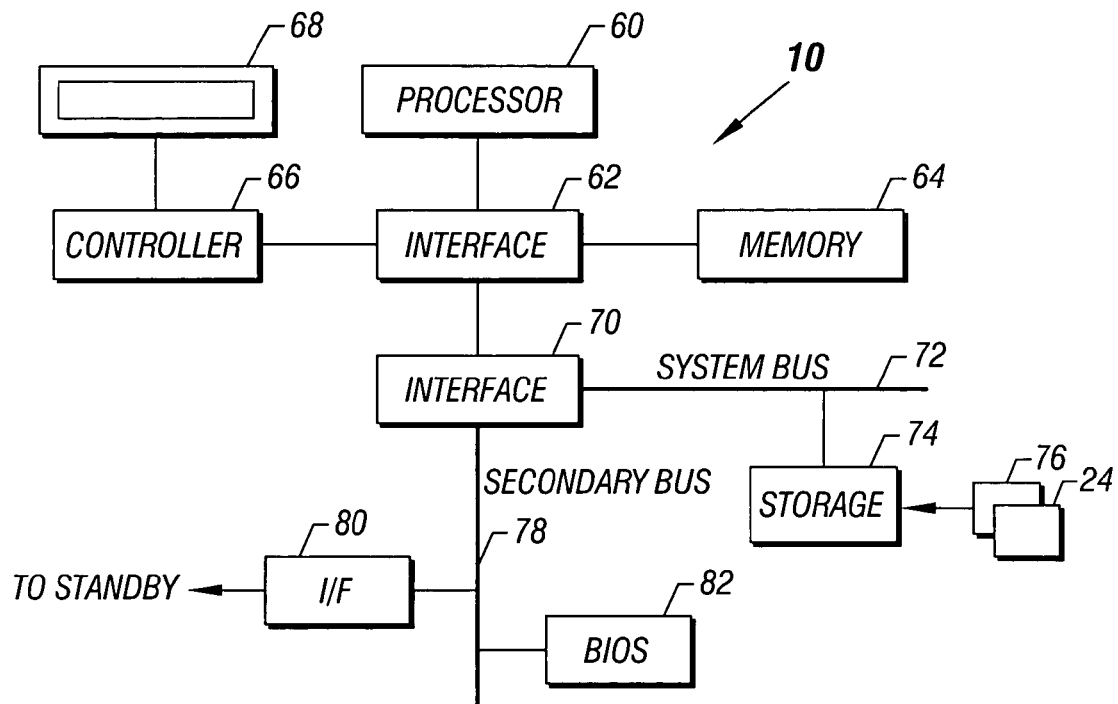 68
60
10
PROCESSOR
66
62
64
CONTROLLER
INTERFACE
MEMORY
70
INTERFACE
SYSTEM BUS
72
74
76
24
SECONDARY BUS
STORAGE
80
78
TO STANDBY
I/F
82
BIOS